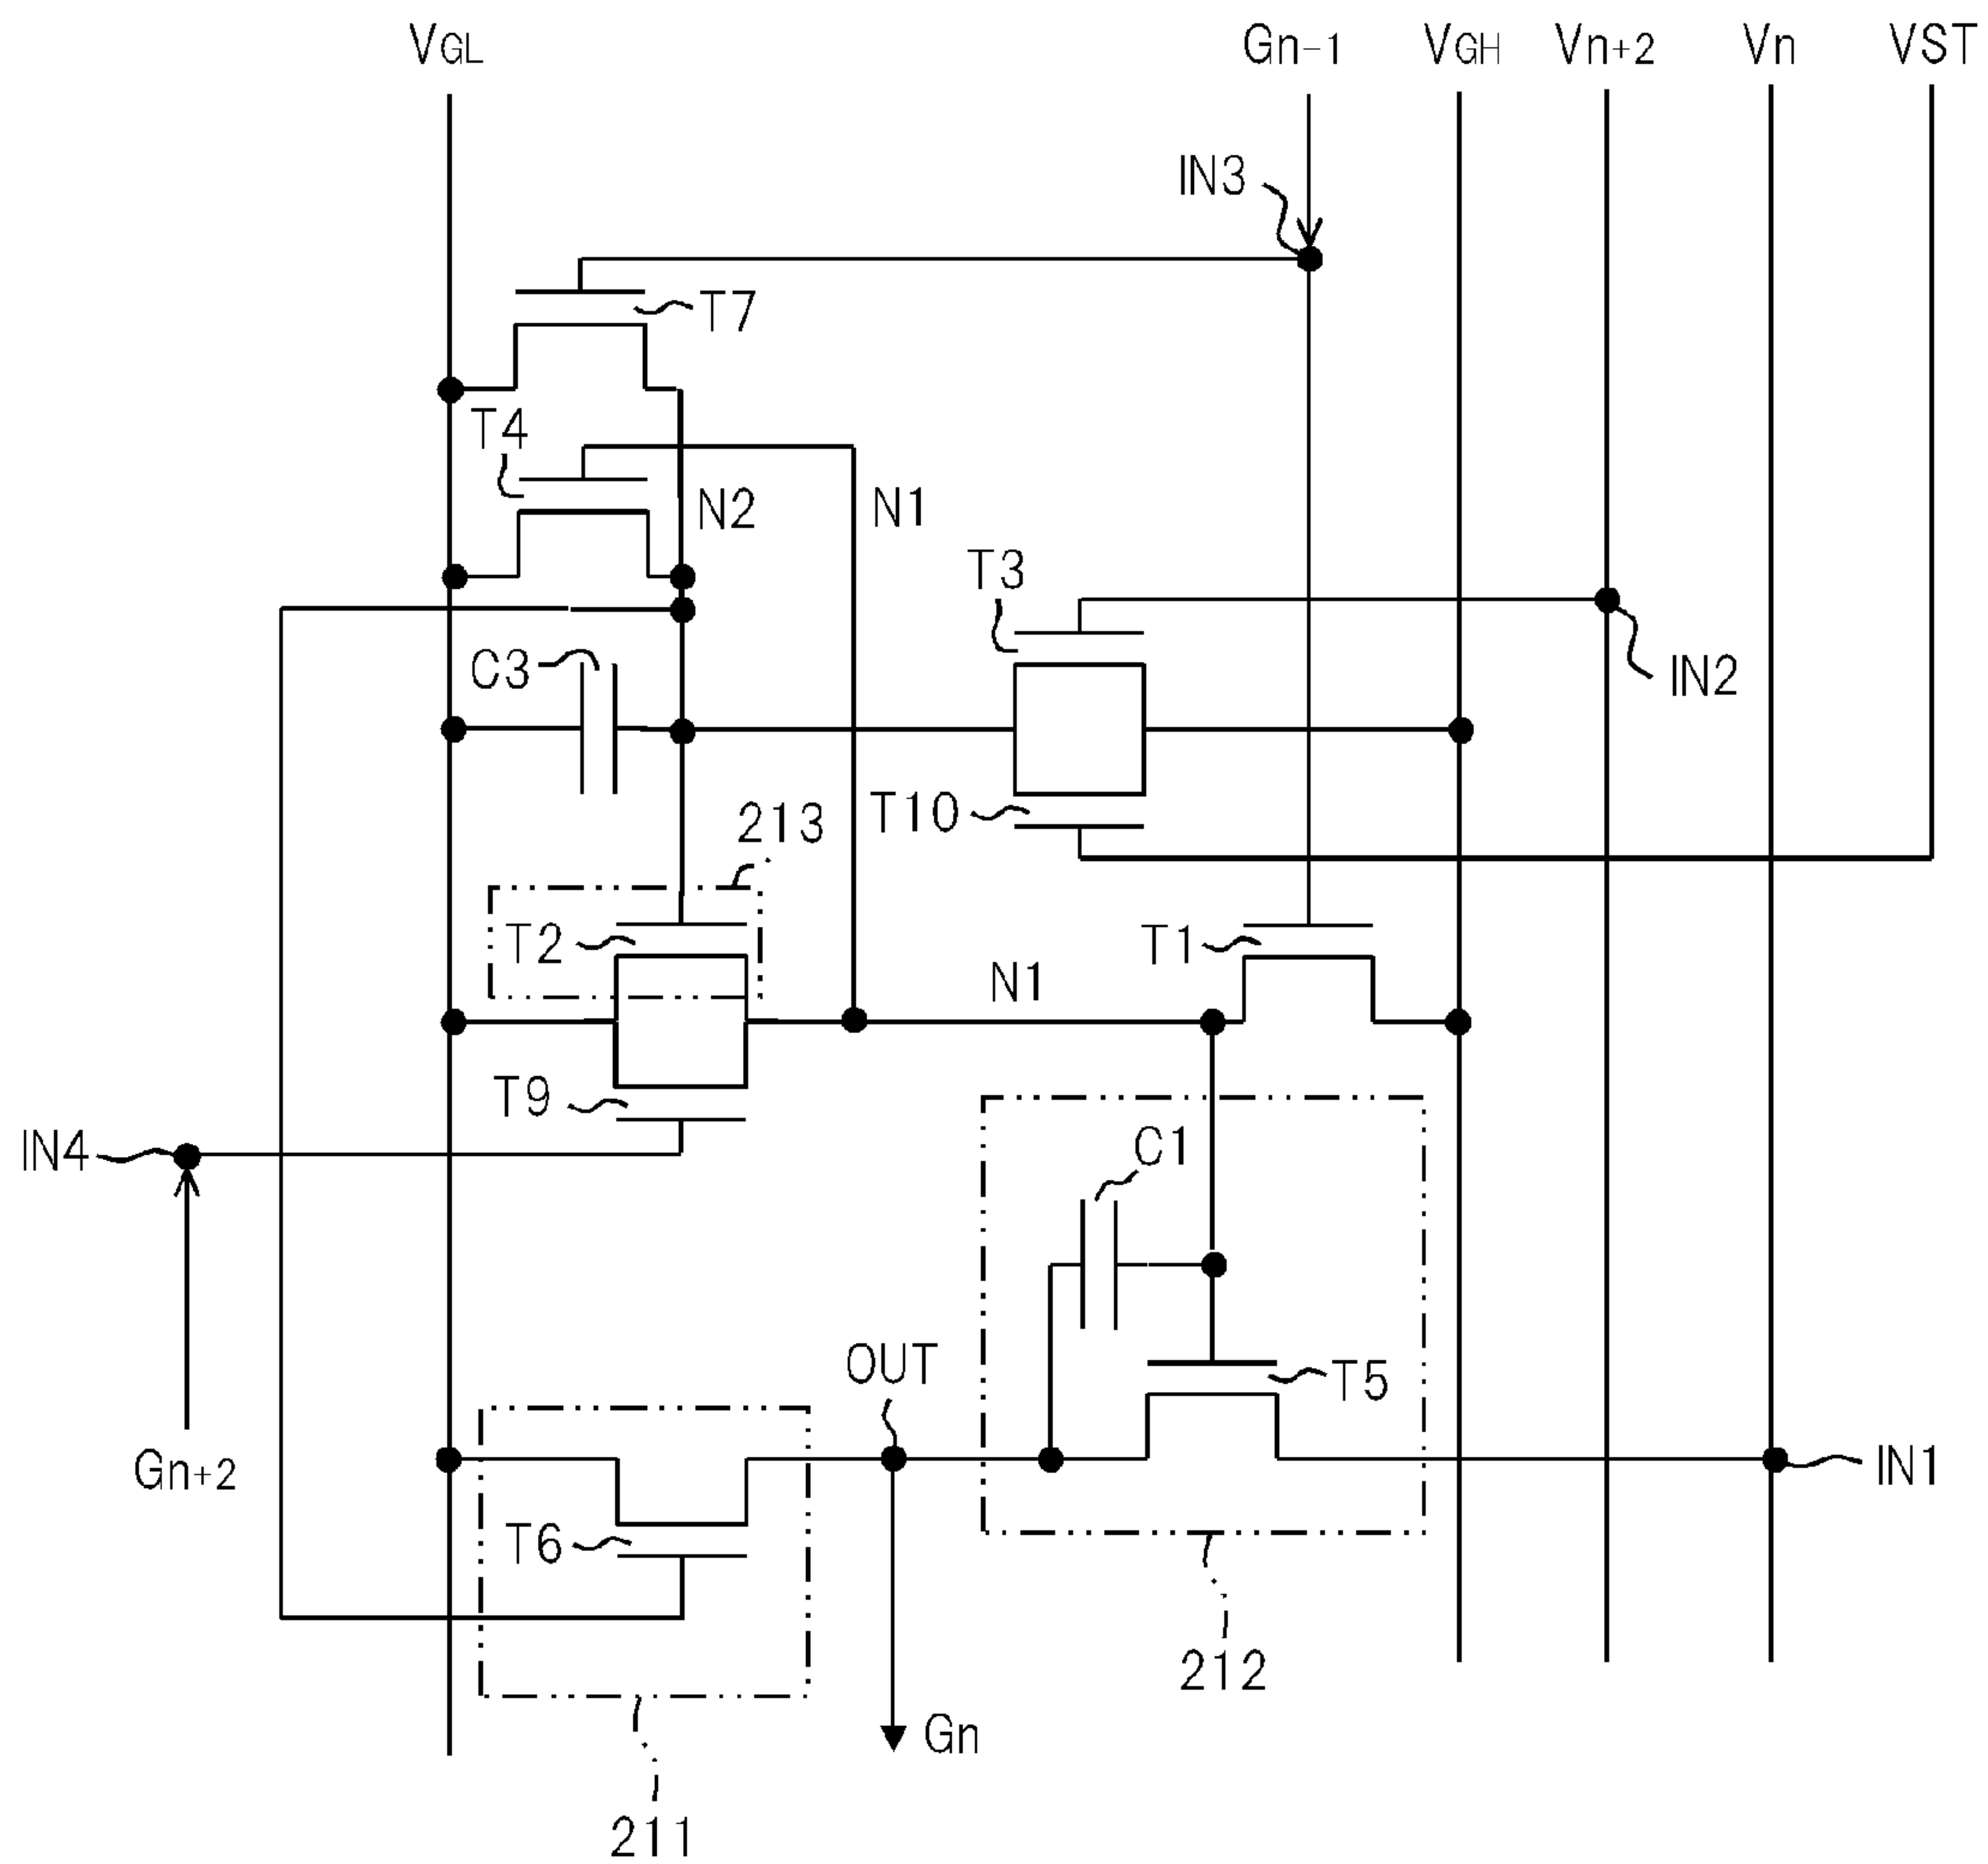 VGL Gn-1 VGH Vn+2 Vn VST
IN3
T7
T4
N2 N1
T3
C3
IN2
T10
213
T2
T1
N1
T9
IN4
C1
OUT
T5
Gn+2
IN1
T6
212
Gn
211